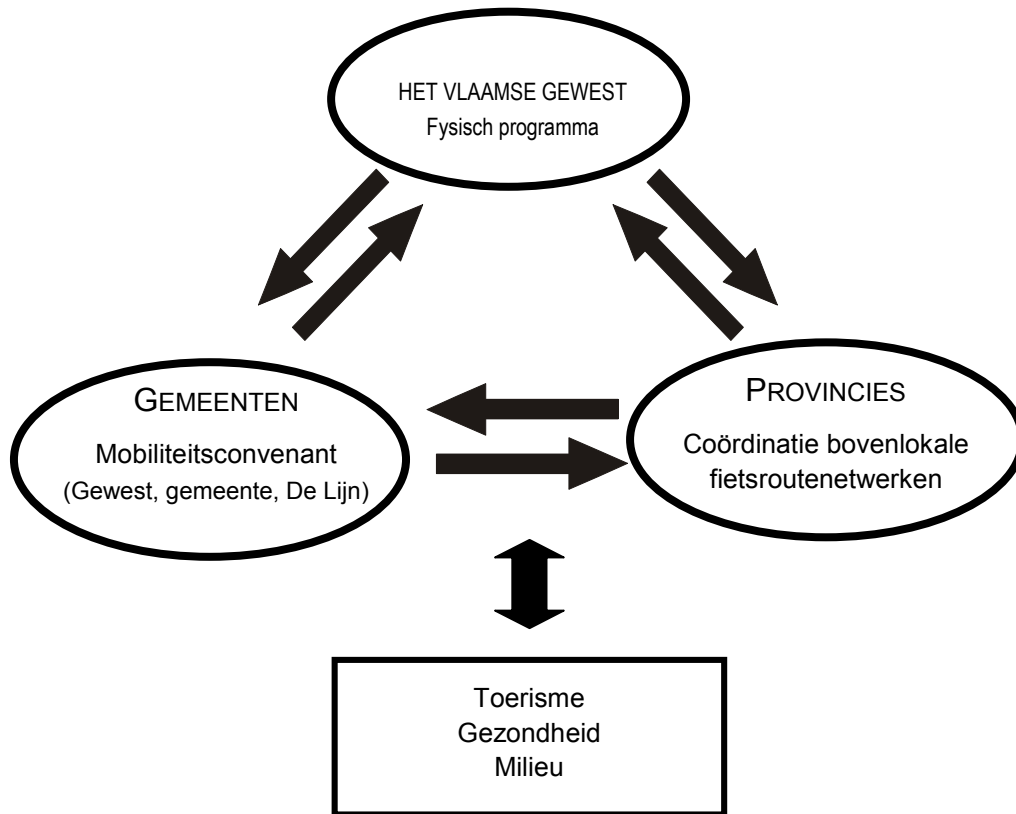 HET VLAAMSE GEWEST
Fysisch programma
GEMEENTEN
Mobiliteitsconvenant
(Gewest, gemeente, De Lijn)
PROVINCIES
Coördinatie bovenlokale
fietsroutenetwerken
Toerisme
Gezondheid
Milieu